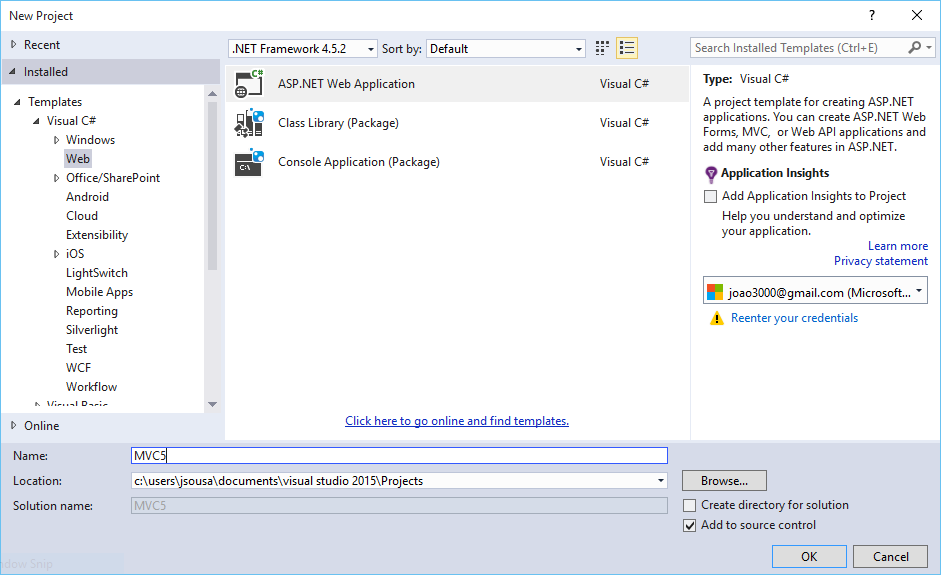 New Project
?
Recent
.NET Framework 4.5.2
Sort by:
Default
Search Installed Templates (Ctrl+E)
Installed
Templates
Visual C#
Windows
Web
Office/SharePoint
Android
Cloud
Extensibility
iOS
LightSwitch
Mobile Apps
Reporting
Silverlight
Test
WCF
Workflow
Visual Basic
Online
C#
ASP.NET Web Application
Visual C#
Class Library (Package)
Visual C#
C:\
Console Application (Package)
Visual C#
Click here to go online and find templates.
Type: Visual C#
A project template for creating ASP.NET
applications. You can create ASP.NET Web
Forms, MVC, or Web API applications and
add many other features in ASP.NET.
Application Insights
Add Application Insights to Project
Help you understand and optimize
your application.
Learn more
Privacy statement
joao3000@gmail.com (Microsoft...
Reenter your credentials
Name:
MVC5
Location:
c:\users\jsousa\documents\visual studio 2015\Projects
Browse...
Solution name:
MVC5
Create directory for solution
Add to source control
OK
Cancel
dow Snip